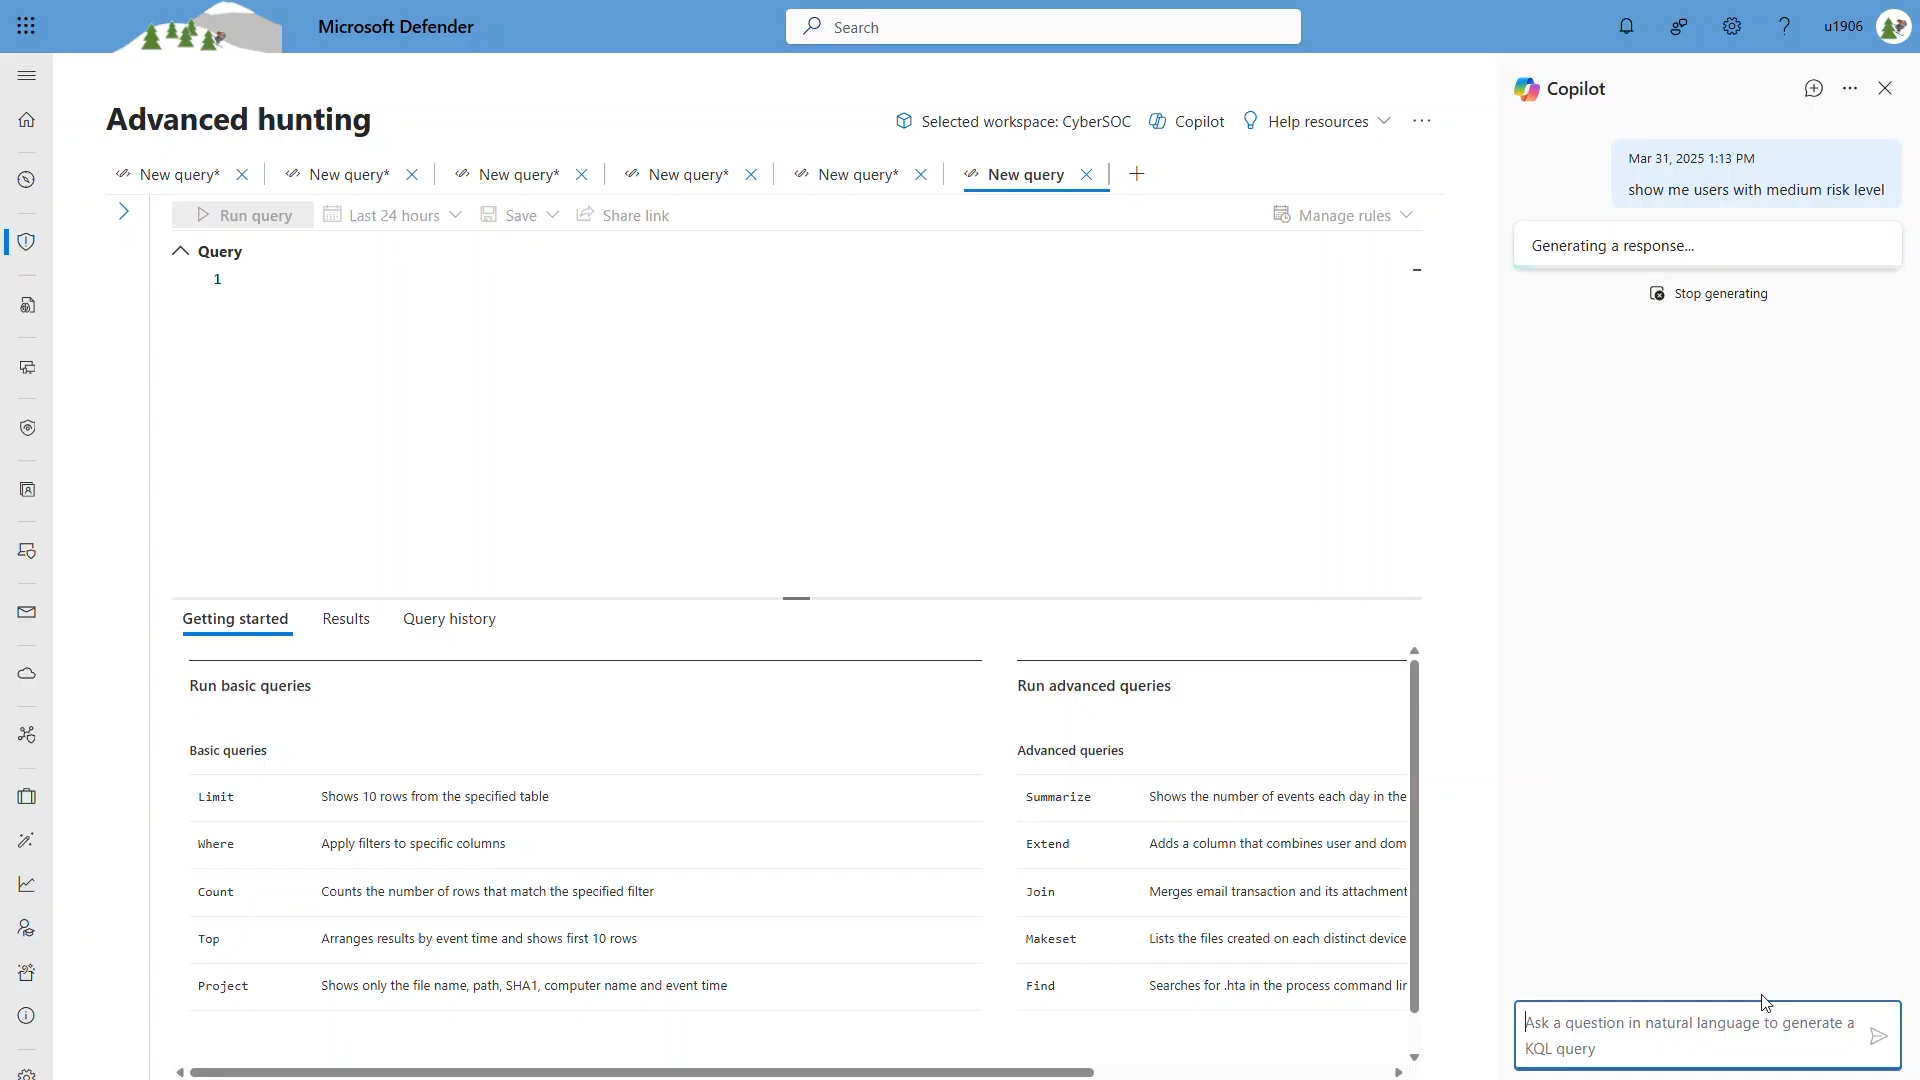 Microsoft Defender
Search
u1906
Advanced hunting
Selected workspace: CyberSOC
Copilot
Help resources
New query*
New query*
New query*
New query*
New query*
New query
Run query
Last 24 hours
Save
Share link
Manage rules
Query
1
Getting started
Results
Query history
Run basic queries
Basic queries
Limit Shows 10 rows from the specified table
Where Apply filters to specific columns
Count Counts the number of rows that match the specified filter
Top Arranges results by event time and shows first 10 rows
Project Shows only the file name, path, SHA1, computer name and event time
Run advanced queries
Advanced queries
Summarize Shows the number of events each day in the
Extend Adds a column that combines user and dom
Join Merges email transaction and its attachment
Makeset Lists the files created on each distinct device
Find Searches for .hta in the process command lin
Copilot
Mar 31, 2025 1:13 PM
show me users with medium risk level
Generating a response...
Stop generating
Ask a question in natural language to generate a
KQL query